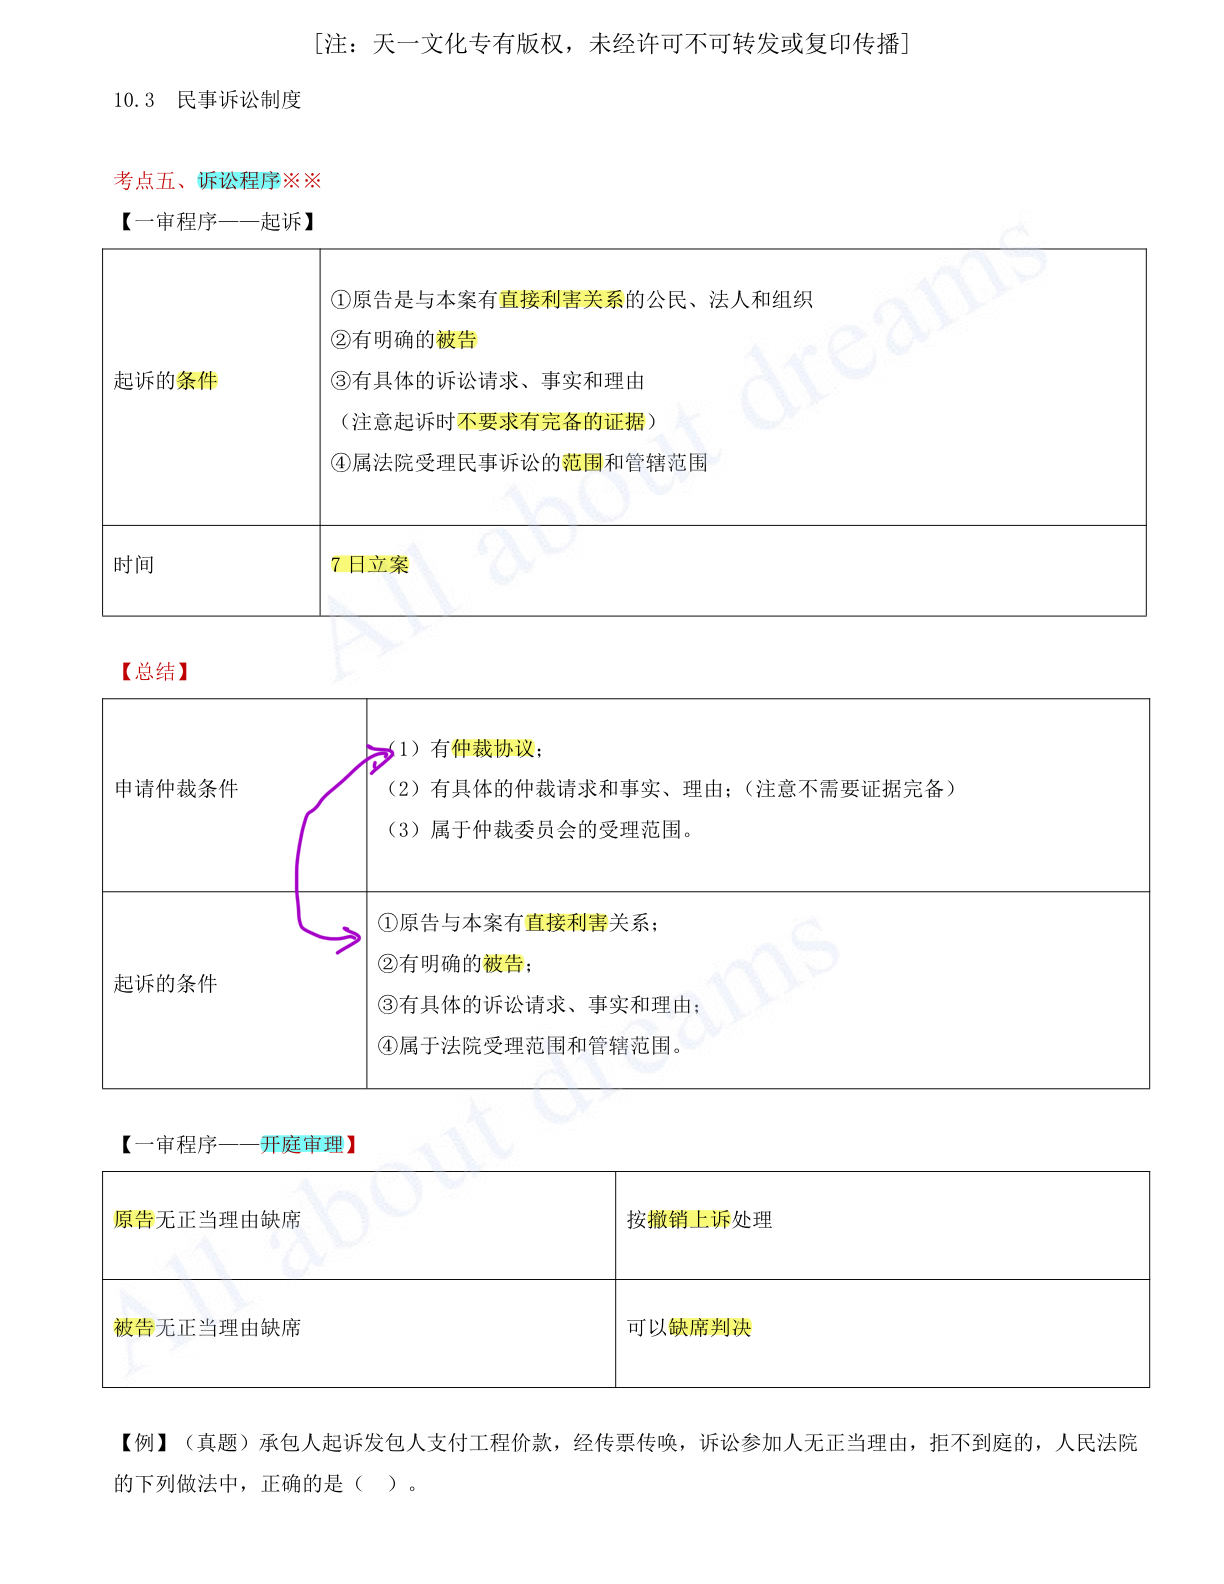 [注：天一文化专有版权，未经许可不可转发或复印传播]
10.3 民事诉讼制度
考点五、诉讼程序※※
【一审程序——起诉】
①原告是与本案有直接利害关系的公民、法人和组织
②有明确的被告
起诉的条件
③有具体的诉讼请求、事实和理由
（注意起诉时不要求有完备的证据）
④属法院受理民事诉讼的范围和管辖范围
时间
7 日立案
【总结】
申请仲裁条件
（1）有仲裁协议；
（2）有具体的仲裁请求和事实、理由；（注意不需要证据完备）
（3）属于仲裁委员会的受理范围。
起诉的条件
①原告与本案有直接利害关系；
②有明确的被告；
③有具体的诉讼请求、事实和理由；
④属于法院受理范围和管辖范围。
【一审程序——开庭审理】
原告无正当理由缺席
按撤销上诉处理
被告无正当理由缺席
可以缺席判决
【例】（真题）承包人起诉发包人支付工程价款，经传票传唤，诉讼参加人无正当理由，拒不到庭的，人民法院
的下列做法中，正确的是（ ）。
All about dreams
All about dreams